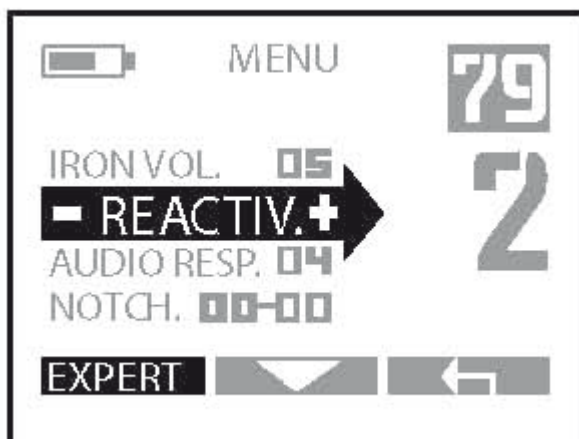 MENU
79
IRON VOL. 05
- REACTIV. +
2
AUDIO RESP. 04
NOTCH. 00-00
EXPERT